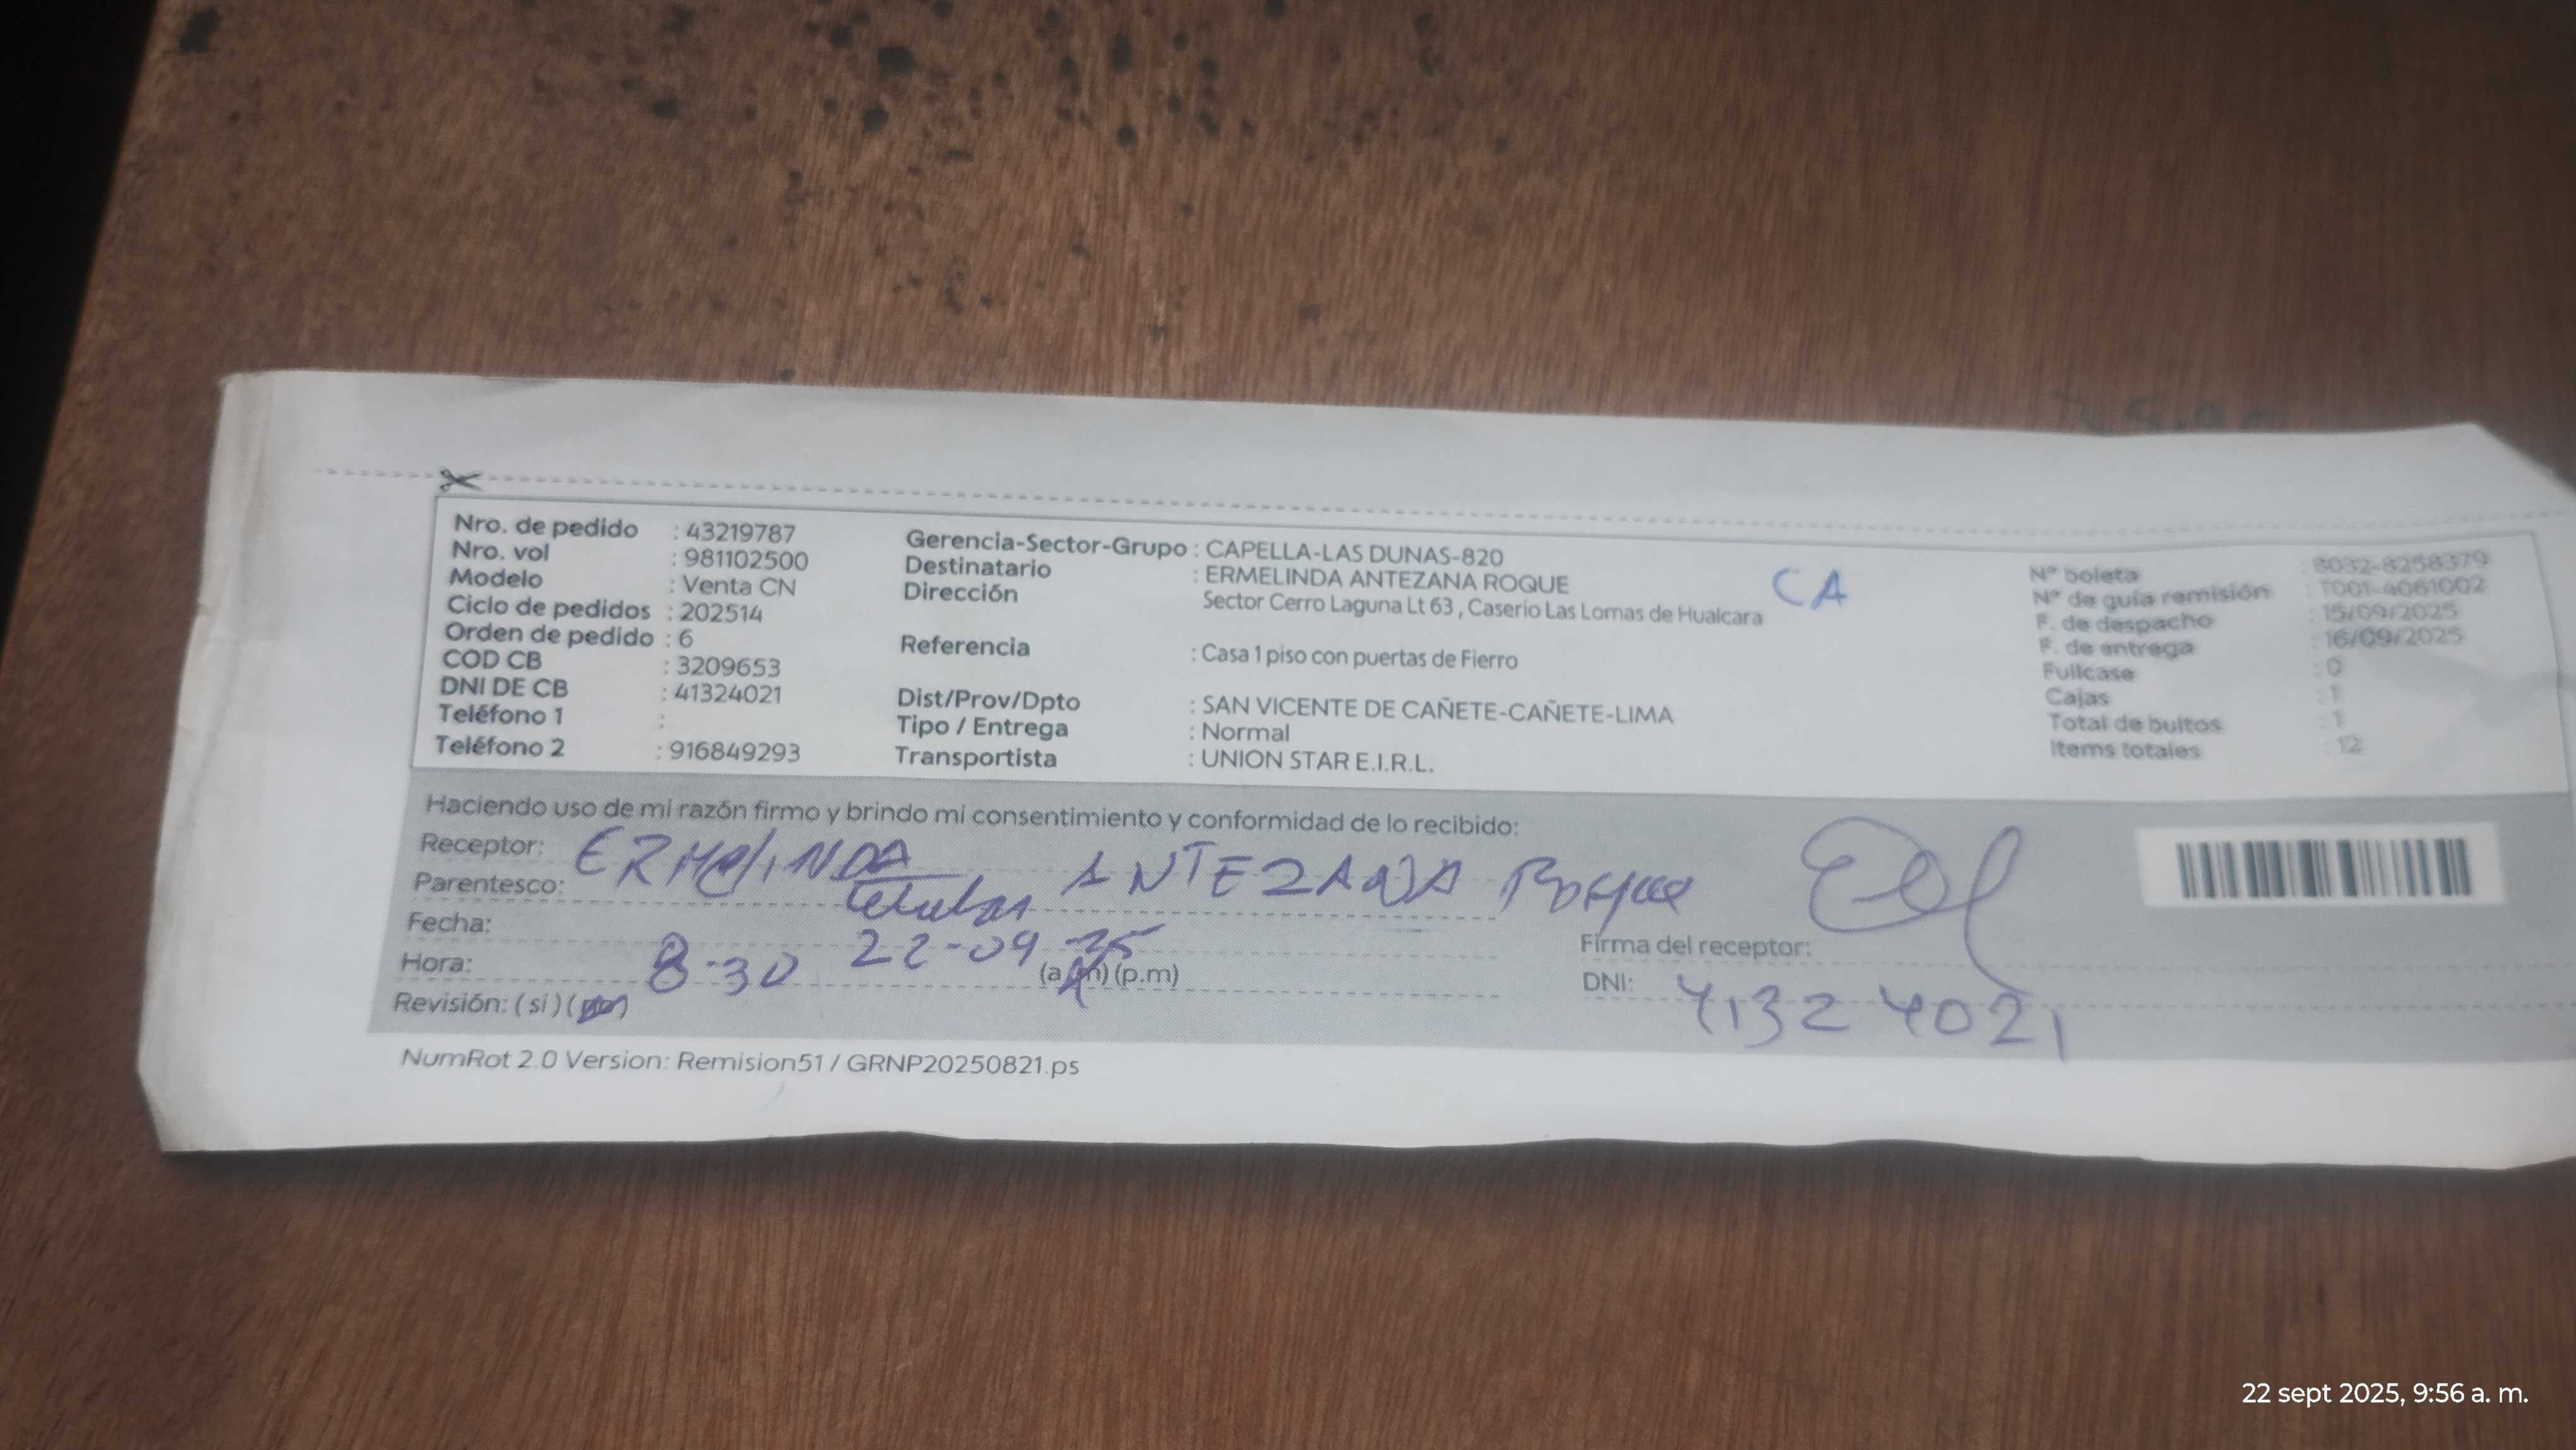 Nro. de pedido : 43219787
Nro. vol : 981102500
Modelo : Venta CN
Ciclo de pedidos : 202514
Orden de pedido : 6
COD CB : 3209653
DNI DE CB : 41324021
Teléfono 1 :
Teléfono 2 : 916849293
Gerencia-Sector-Grupo : CAPELLA-LAS DUNAS-820
Destinatario : ERMELINDA ANTEZANA ROQUE
Dirección Sector Cerro Laguna Lt 63 , Caserio Las Lomas de Hualcara
CA
Referencia : Casa 1 piso con puertas de Fierro
Dist/Prov/Dpto : SAN VICENTE DE CAÑETE-CAÑETE-LIMA
Tipo / Entrega : Normal
Transportista : UNION STAR E.I.R.L.
N° boleta : B032-8258379
N° de guía remisión : T001-4061002
F. de despacho : 15/09/2025
F. de entrega : 16/09/2025
Fullcase : 0
Cajas : 1
Total de bultos : 1
Items totales : 12
Haciendo uso de mi razón firmo y brindo mi consentimiento y conformidad de lo recibido:
Receptor: ERMelINDA ANTEZANA Roque
Parentesco: titular
Fecha: 22-09-25
Hora: 8-30 (a.m) (p.m)
Revisión: ( si ) (no)
Firma del receptor:
DNI: 41324021
NumRot 2.0 Version: Remision51 / GRNP20250821.ps
22 sept 2025, 9:56 a. m.